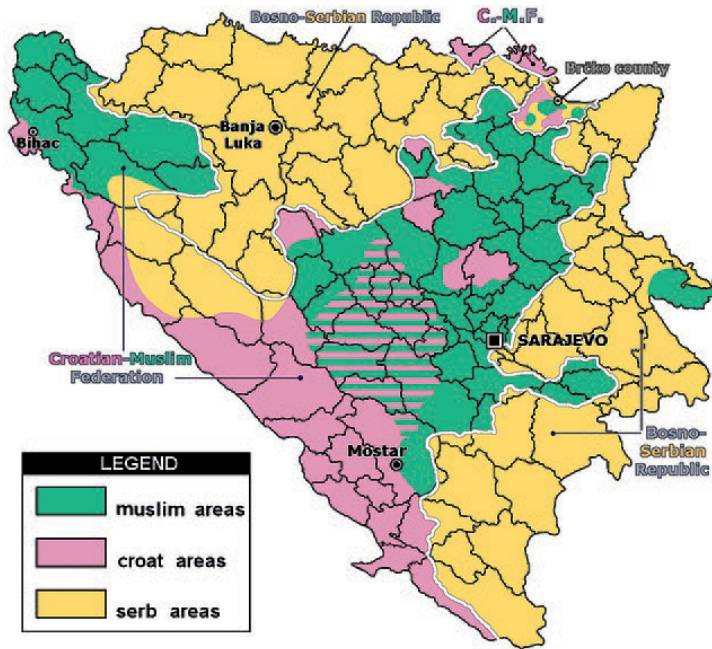 Bosno-Serbian Republic
C.-M.F.
Brčko county
Banja
Luka
Bihac
SARAJEVO
Croatian-Muslim
Federation
Mostar
Bosno-
Serbian
Republic
LEGEND
muslim areas
croat areas
serb areas